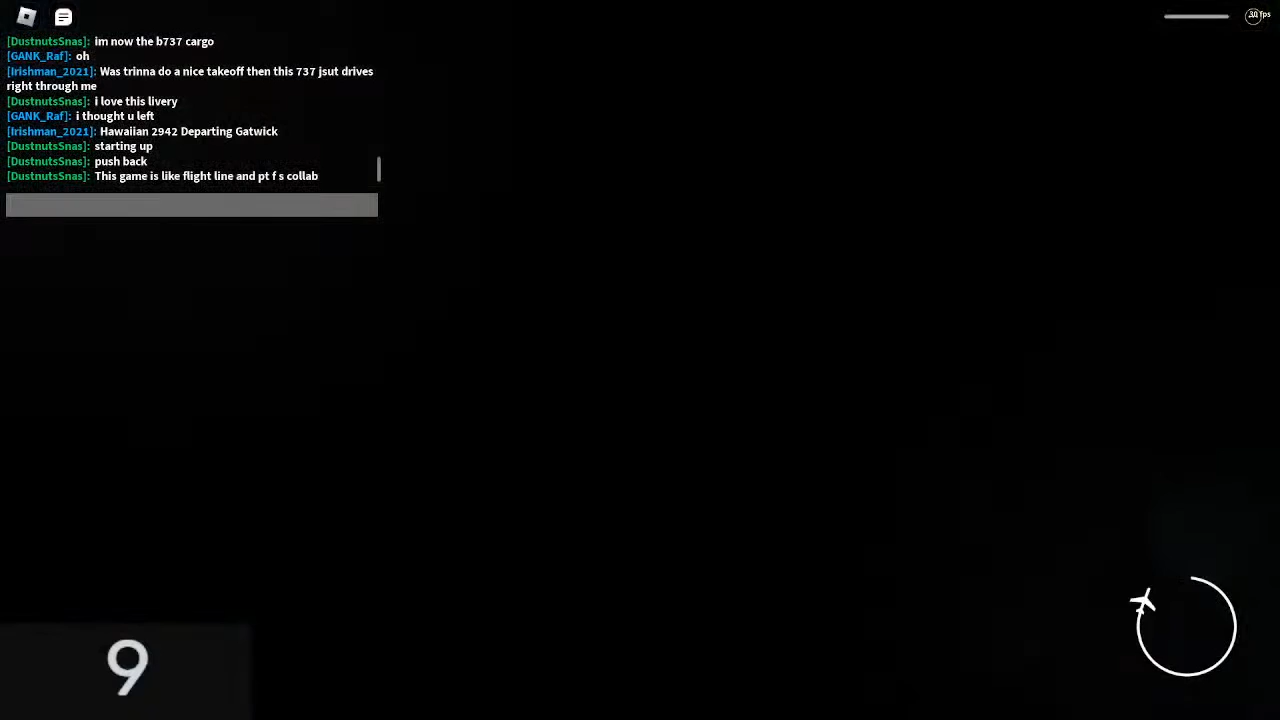 30 fps
[DustnutsSnas]: im now the b737 cargo
[GANK_Raf]: oh
[Irishman_2021]: Was trinna do a nice takeoff then this 737 jsut drives
right through me
[DustnutsSnas]: i love this livery
[GANK_Raf]: i thought u left
[Irishman_2021]: Hawaiian 2942 Departing Gatwick
[DustnutsSnas]: starting up
[DustnutsSnas]: push back
[DustnutsSnas]: This game is like flight line and pt f s collab
9